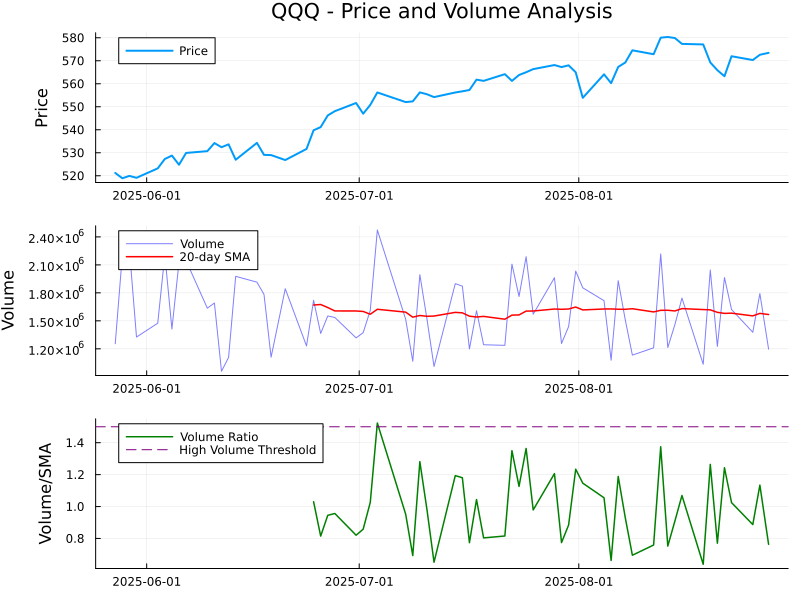 QQQ - Price and Volume Analysis
Price
580
570
560
550
540
530
520
Price
2025-06-01
2025-07-01
2025-08-01
Volume
2.40×10⁶
2.10×10⁶
1.80×10⁶
1.50×10⁶
1.20×10⁶
Volume
20-day SMA
2025-06-01
2025-07-01
2025-08-01
Volume/SMA
1.4
1.2
1.0
0.8
Volume Ratio
High Volume Threshold
2025-06-01
2025-07-01
2025-08-01